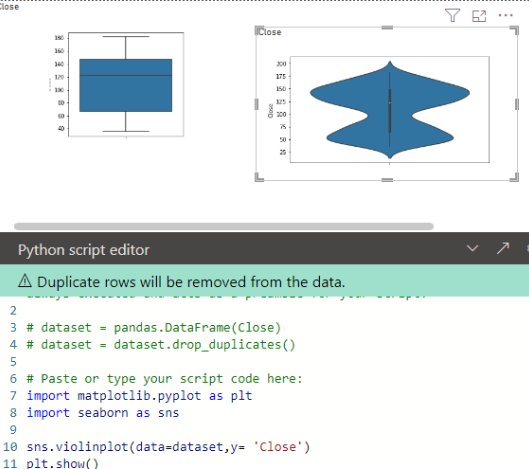 Close
Close
180
160
140
120
100
80
60
40
200
175
150
125
100
75
50
25
Close
Python script editor
Duplicate rows will be removed from the data.
2
3 # dataset = pandas.DataFrame(Close)
4 # dataset = dataset.drop_duplicates()
5
6 # Paste or type your script code here:
7 import matplotlib.pyplot as plt
8 import seaborn as sns
9
10 sns.violinplot(data=dataset,y= 'Close')
11 plt.show()